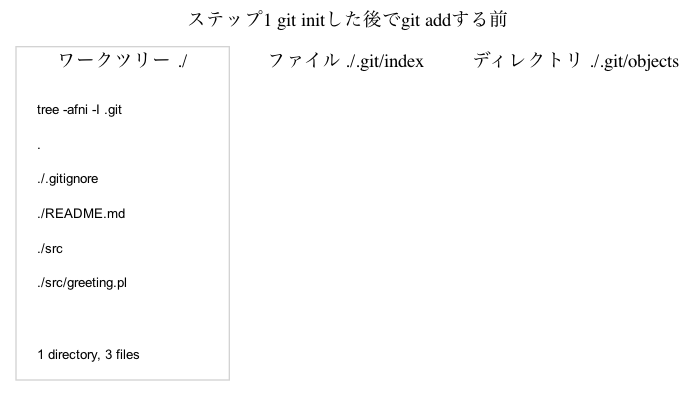 ステップ1 git initした後でgit addする前
ワークツリー ./
ファイル ./.git/index
ディレクトリ ./.git/objects
tree -afni -I .git
.
./.gitignore
./README.md
./src
./src/greeting.pl
1 directory, 3 files